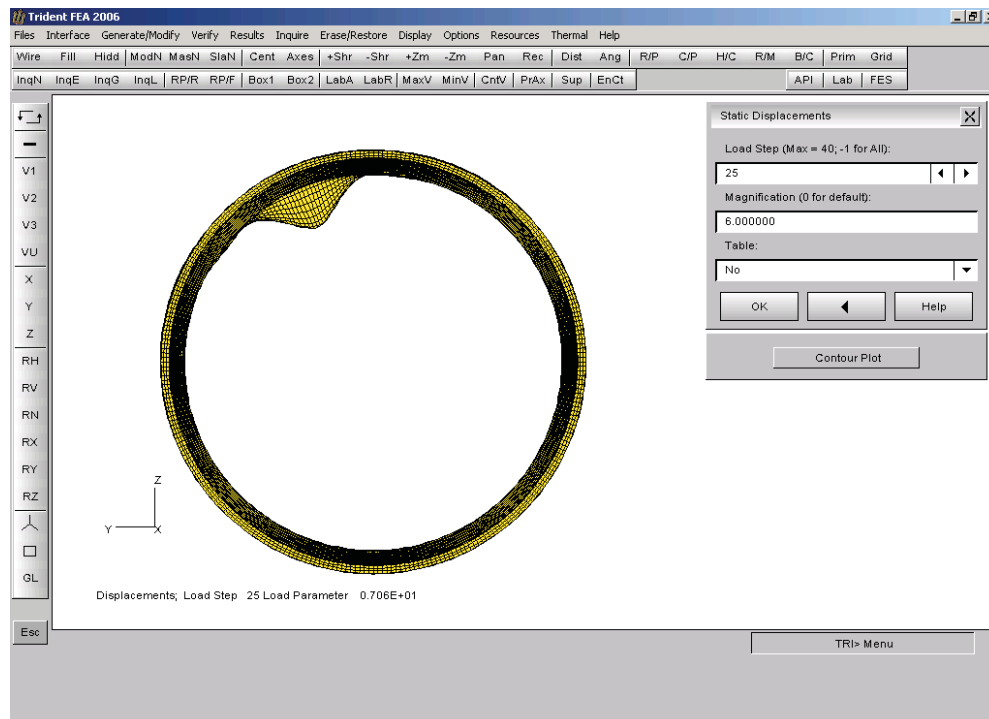 Trident FEA 2006
Files Interface Generate/Modify Verify Results Inquire Erase/Restore Display Options Resources Thermal Help
Wire Fill Hidd ModN MasN SlaN Cent Axes +Shr -Shr +Zm -Zm Pan Rec Dist Ang R/P C/P H/C R/M B/C Prim Grid
InqN InqE InqG InqL RP/R RP/F Box1 Box2 LabA LabR MaxV MinV CntV PrAx Sup EnCt API Lab FES
V1
V2
V3
VU
X
Y
Z
RH
RV
RN
RX
RY
RZ
GL
Esc
Static Displacements
Load Step (Max = 40; -1 for All):
25
Magnification (0 for default):
6.000000
Table:
No
OK Help
Contour Plot
Z
Y X
Displacements; Load Step 25 Load Parameter 0.706E+01
TRI> Menu